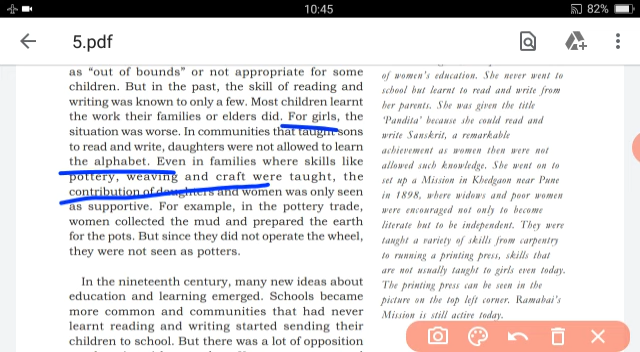 10:45
82%
5.pdf
as “out of bounds” or not appropriate for some
children. But in the past, the skill of reading and
writing was known to only a few. Most children learnt
the work their families or elders did. For girls, the
situation was worse. In communities that taught sons
to read and write, daughters were not allowed to learn
the alphabet. Even in families where skills like
pottery, weaving and craft were taught, the
contribution of daughters and women was only seen
as supportive. For example, in the pottery trade,
women collected the mud and prepared the earth
for the pots. But since they did not operate the wheel,
they were not seen as potters.
In the nineteenth century, many new ideas about
education and learning emerged. Schools became
more common and communities that had never
learnt reading and writing started sending their
children to school. But there was a lot of opposition
of women’s education. She never went to
school but learnt to read and write from
her parents. She was given the title
‘Pandita’ because she could read and
write Sanskrit, a remarkable
achievement as women then were not
allowed such knowledge. She went on to
set up a Mission in Khedgaon near Pune
in 1898, where widows and poor women
were encouraged not only to become
literate but to be independent. They were
taught a variety of skills from carpentry
to running a printing press, skills that
are not usually taught to girls even today.
The printing press can be seen in the
picture on the top left corner. Ramabai’s
Mission is still active today.